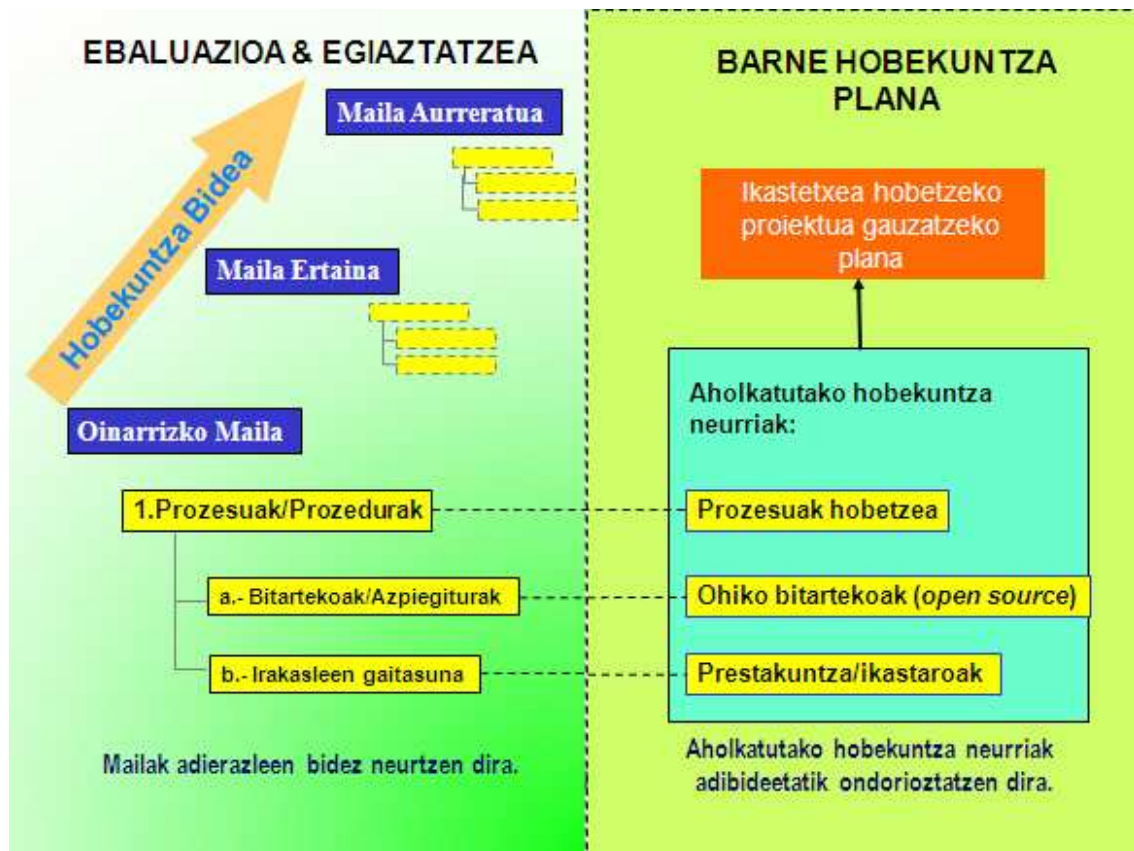 EBALUAZIOA & EGIAZTATZEA
Hobekuntza Bidea
Maila Aurreratua
Maila Ertaina
Oinarrizko Maila
1.Prozesuak/Prozedurak
a.- Bitartekoak/Azpiegiturak
b.- Irakasleen gaitasuna
Mailak adierazleen bidez neurtzen dira.
BARNE HOBEKUNTZA
PLANA
Ikastetxea hobetzeko
proiektua gauzatzeko
plana
Aholkatutako hobekuntza
neurriak:
Prozesuak hobetzea
Ohiko bitartekoak (open source)
Prestakuntza/ikastaroak
Aholkatutako hobekuntza neurriak
adibideetatik ondorioztatzen dira.